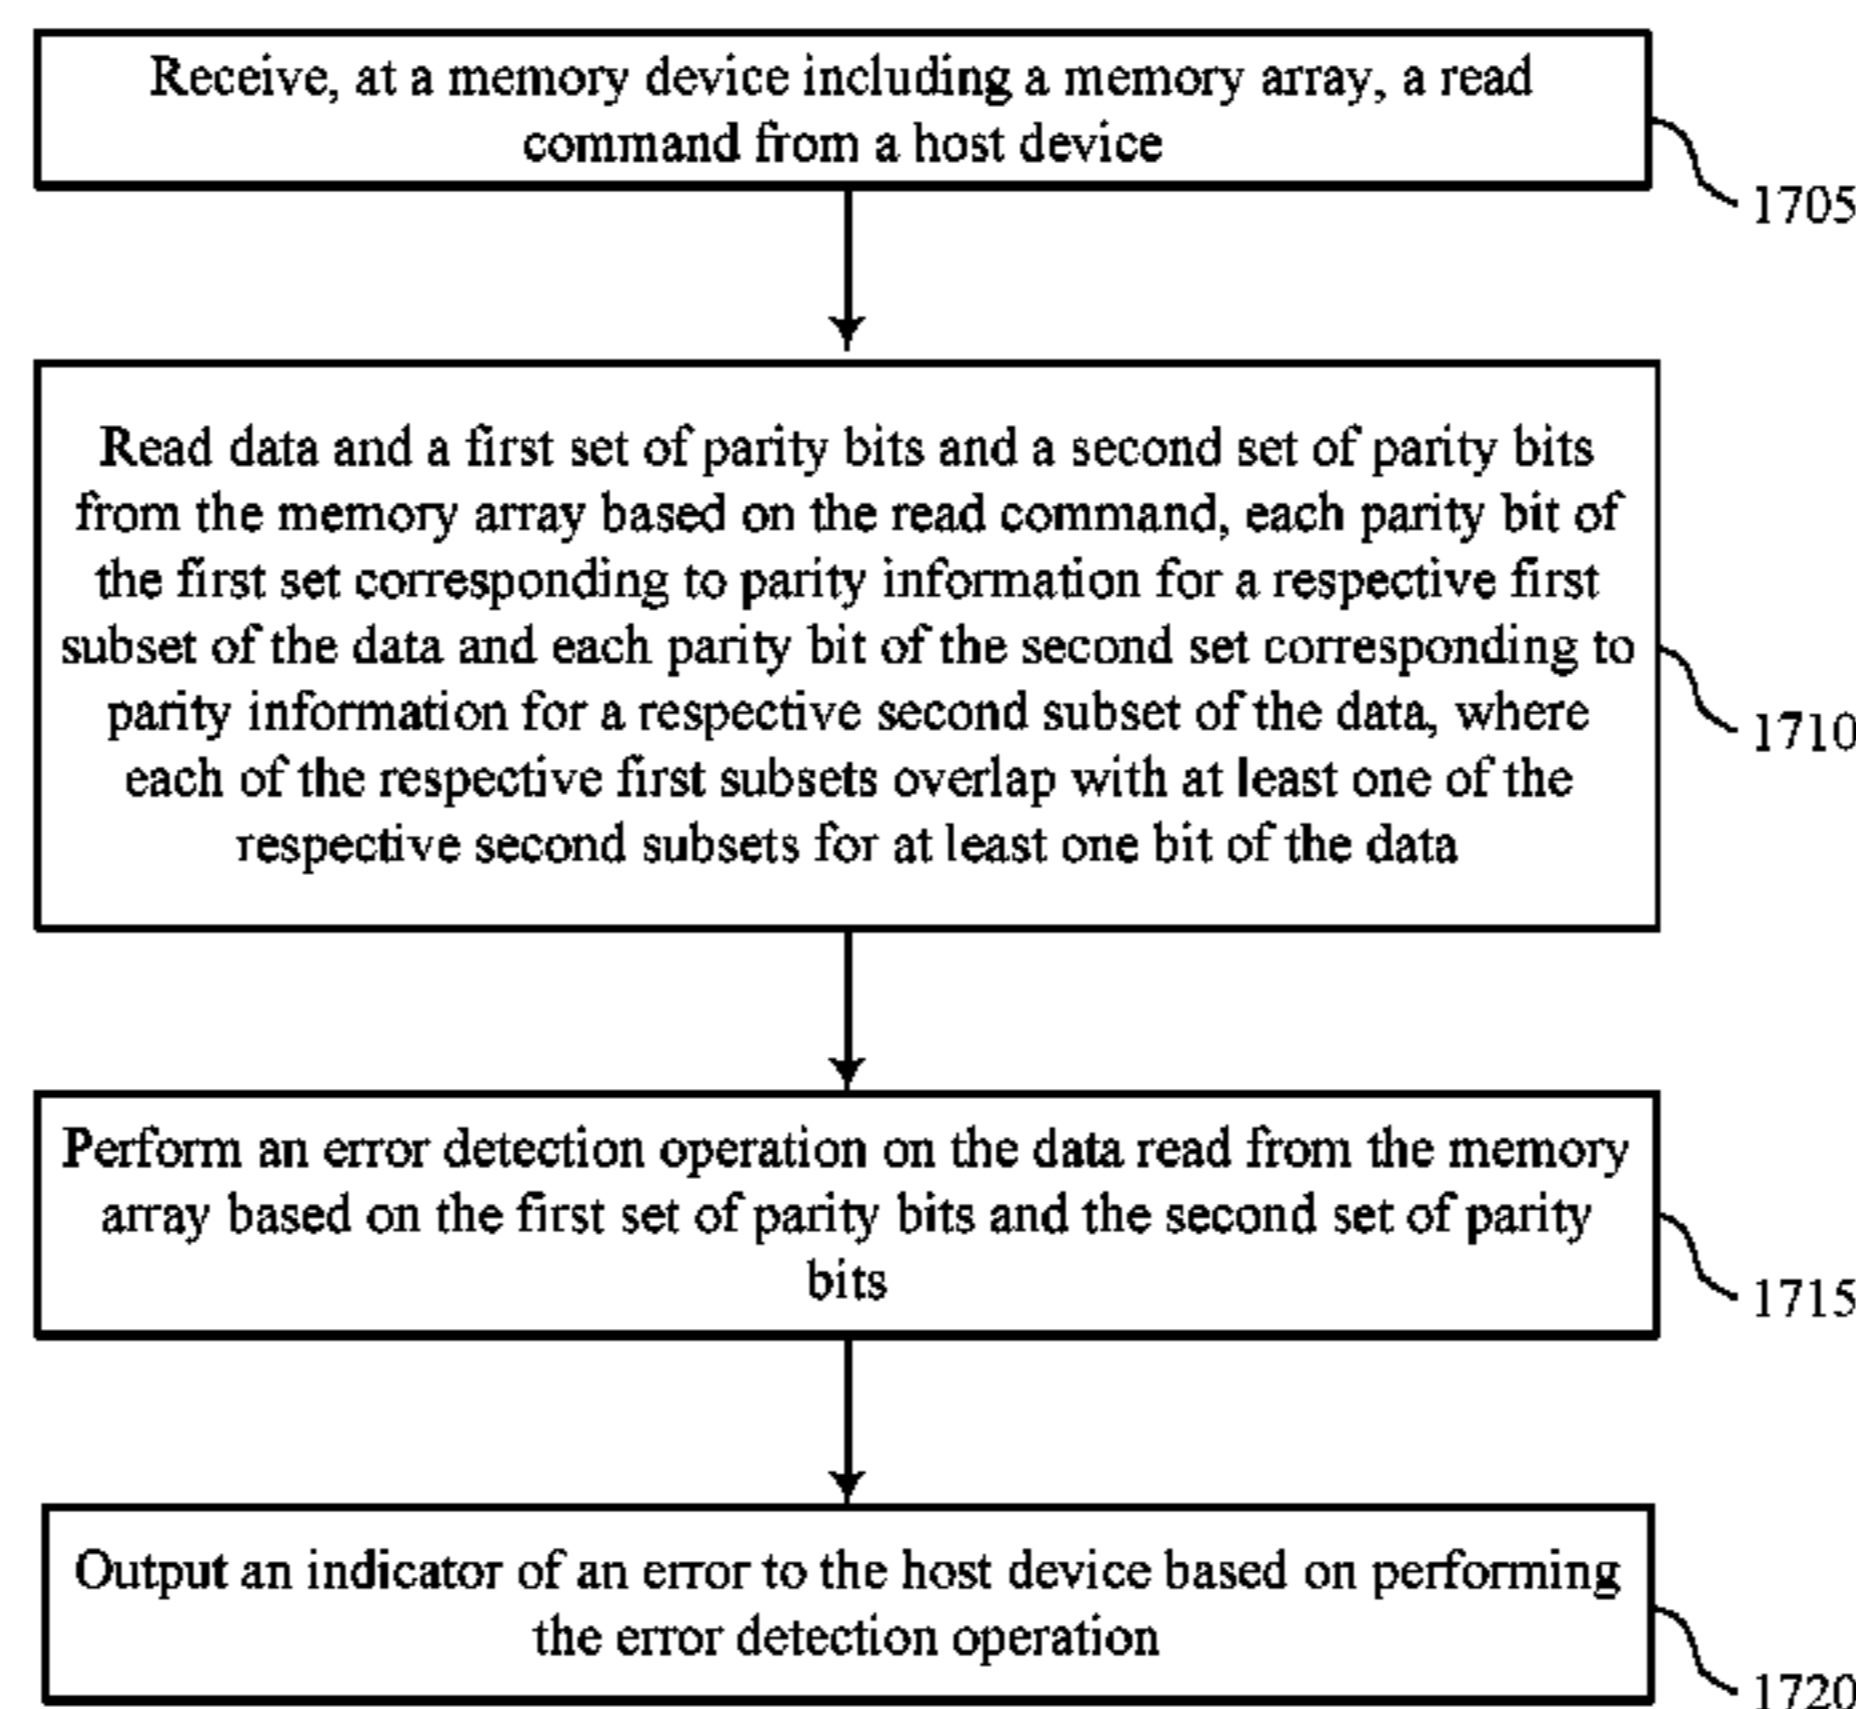 Receive, at a memory device including a memory array, a read
command from a host device
1705
Read data and a first set of parity bits and a second set of parity bits
from the memory array based on the read command, each parity bit of
the first set corresponding to parity information for a respective first
subset of the data and each parity bit of the second set corresponding to
parity information for a respective second subset of the data, where
each of the respective first subsets overlap with at least one of the
respective second subsets for at least one bit of the data
1710
Perform an error detection operation on the data read from the memory
array based on the first set of parity bits and the second set of parity
bits
1715
Output an indicator of an error to the host device based on performing
the error detection operation
1720